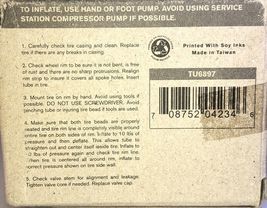 TO INFLATE, USE HAND OR FOOT PUMP. AVOID USING SERVICE
STATION COMPRESSOR PUMP IF POSSIBLE.
1. Carefully check tire casing and clean. Replace
tire if there are any breaks in casing.
2. Check wheel rim to be sure it is not bent, is free
of rust and there are no sharp protrusions. Realign
rim strip to insure it covers all spoke holes. Insert
tube in tire.
3. Mount tire on rim by hand. Avoid using tools if
possible. DO NOT USE SCREWDRIVER. Avoid
pinching tube or injuring tire bead if tools are used.
4. Make sure that both tire beads are properly
seated and tire rim line is completely visible around
entire tire on both sides of rim. Inflate to 10 lbs of
pressure and then deflate. This allows tube to
straighten out and center itself inside tire. Inflate to
lbs of pressure again and check tire rim line.
When tire is centered all around rim, inflate to
correct pressure shown on side of tire.
5. Check valve stem for alignment and leakage.
Tighten valve core if needed. Replace valve cap.
Printed With Soy Inks
Made in Taiwan
TU6897
7 08752 04234